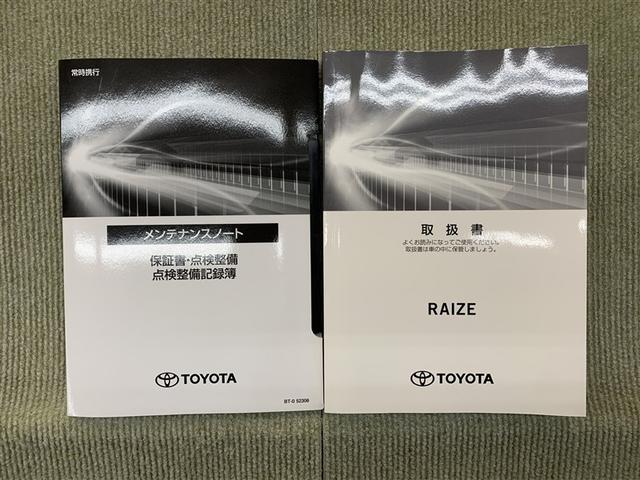 常時携行
メンテナンスノート
保証書・点検整備
点検整備記録簿
TOYOTA
BT-0 52308
取扱書
よくお読みになってご使用ください。
取扱書は車の中に保管しましょう。
RAIZE
TOYOTA